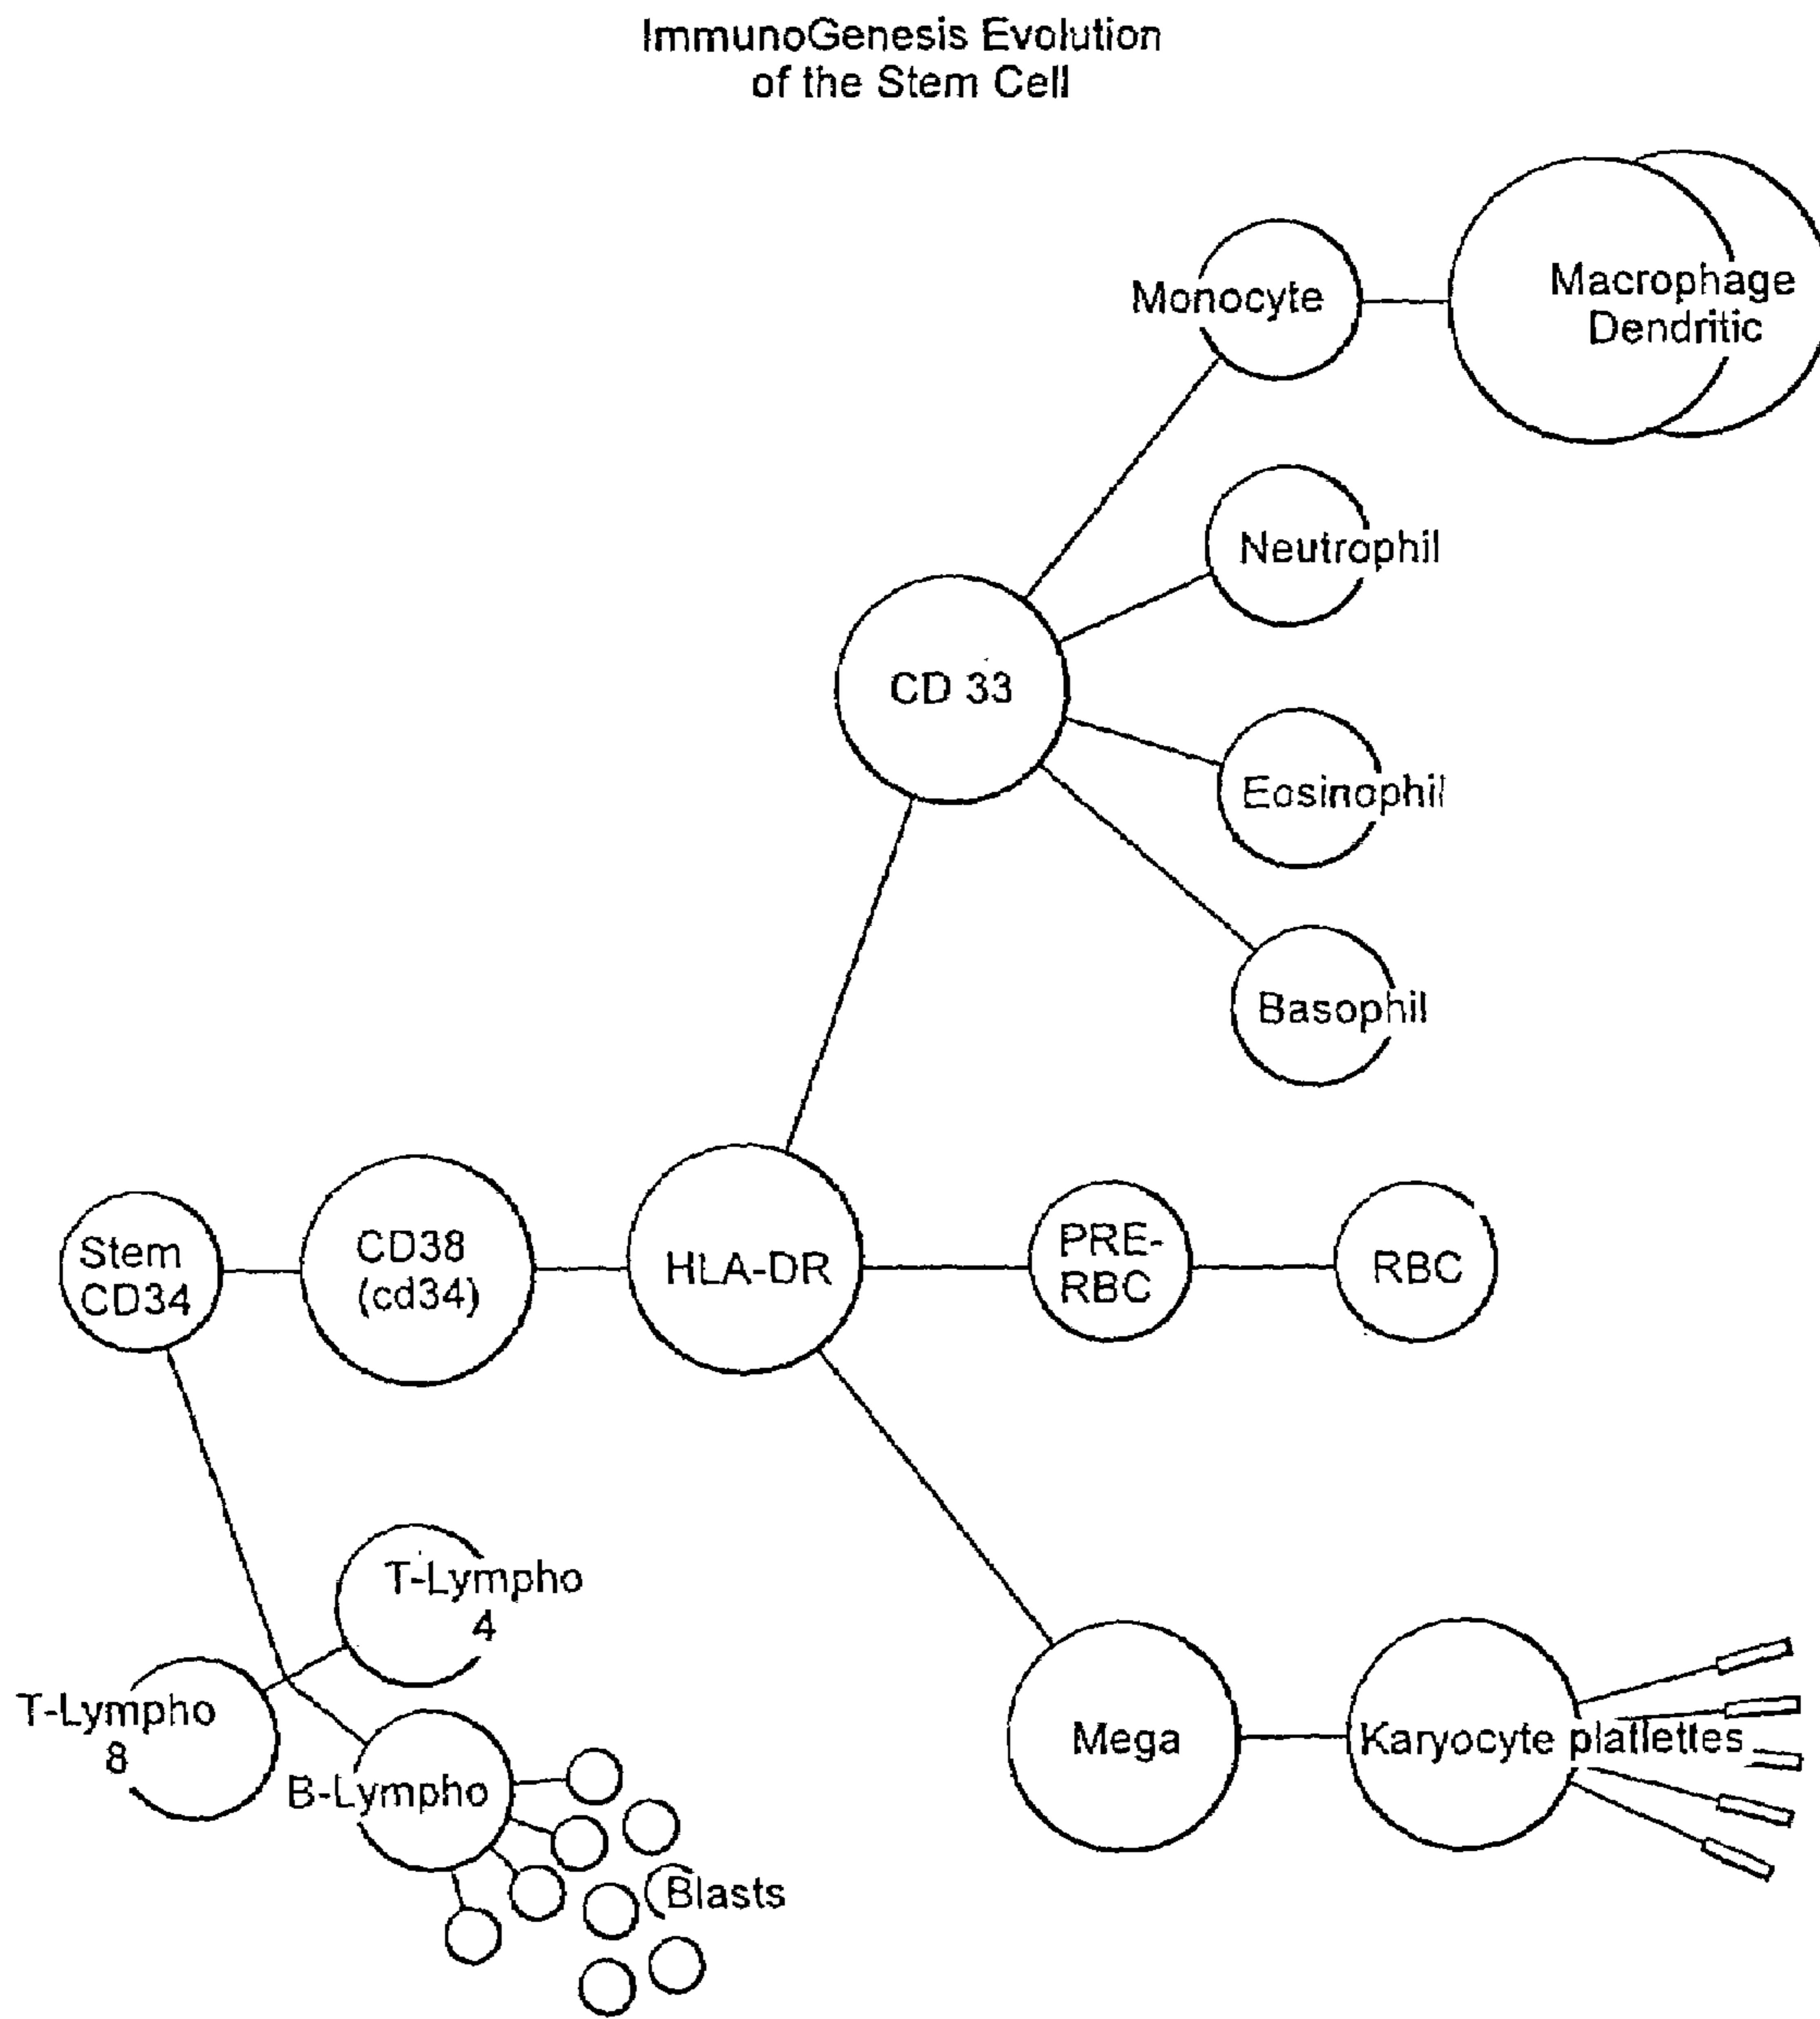 ImmunoGenesis Evolution
of the Stem Cell
Monocyte
Macrophage
Dendritic
Neutrophil
CD 33
Eosinophil
Basophil
Stem
CD34
CD38
(cd34)
HLA-DR
PRE-
RBC
RBC
T-Lympho
4
T-Lympho
8
B-Lympho
Blasts
Mega
Karyocyte platlettes